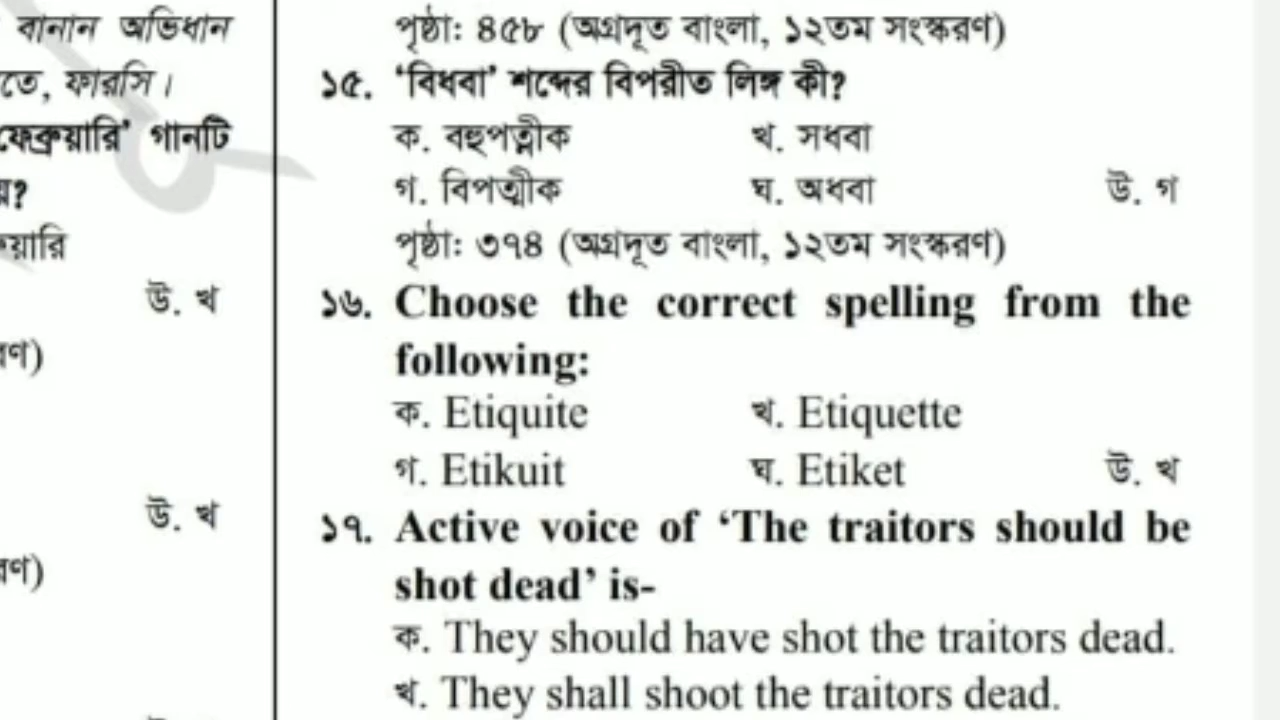 বানান অভিধান
তে, ফারসি।
ফেব্রুয়ারি’ গানটি
য়?
রুয়ারি
উ. খ
রণ)
উ. খ
রণ)
পৃষ্ঠা: ৪৫৮ (অগ্রদূত বাংলা, ১২তম সংস্করণ)
১৫. ‘বিধবা’ শব্দের বিপরীত লিঙ্গ কী?
ক. বহুপত্নীক খ. সধবা
গ. বিপত্মীক ঘ. অধবা উ. গ
পৃষ্ঠা: ৩৭৪ (অগ্রদূত বাংলা, ১২তম সংস্করণ)
১৬. Choose the correct spelling from the
following:
ক. Etiquite খ. Etiquette
গ. Etikuit ঘ. Etiket উ. খ
১৭. Active voice of ‘The traitors should be
shot dead’ is-
ক. They should have shot the traitors dead.
খ. They shall shoot the traitors dead.